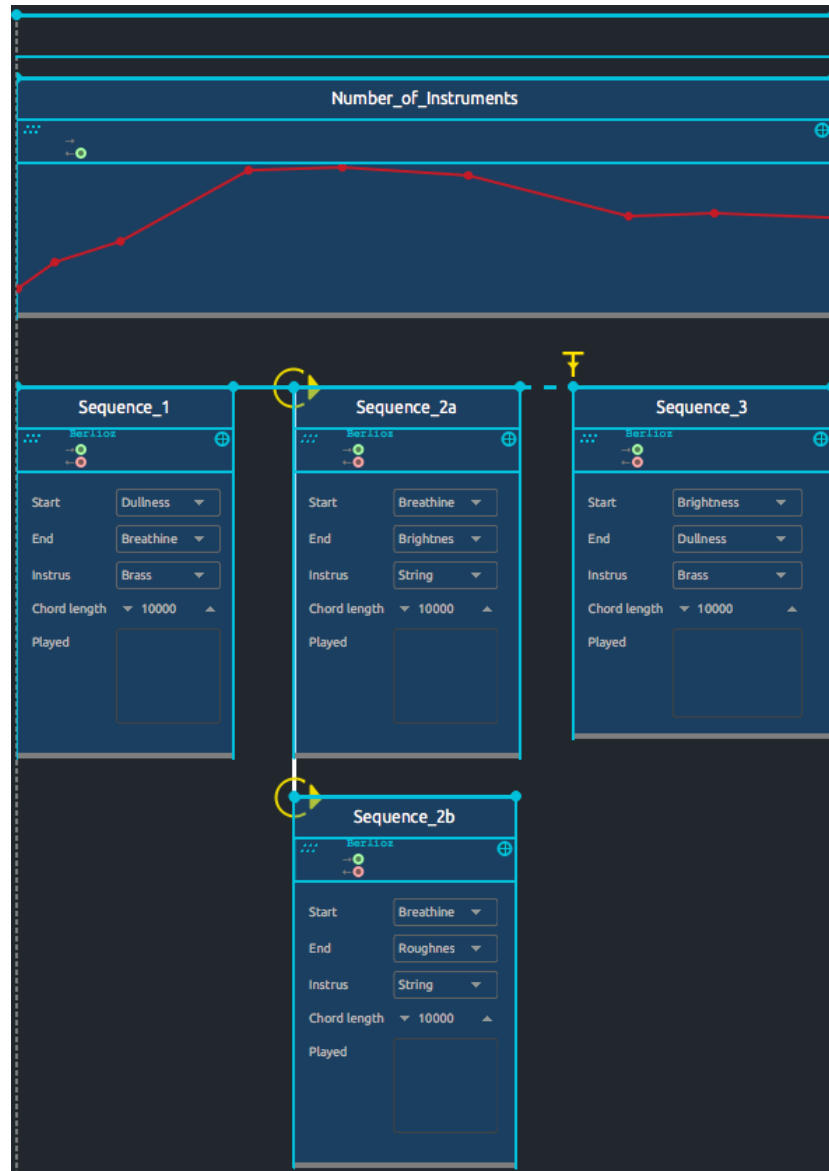 Number_of_Instruments
Sequence_1
Berlioz
Start Dullness
End Breathine
Instrus Brass
Chord length 10000
Played
Sequence_2a
Berlioz
Start Breathine
End Brightnes
Instrus String
Chord length 10000
Played
Sequence_3
Berlioz
Start Brightness
End Dullness
Instrus Brass
Chord length 10000
Played
Sequence_2b
Berlioz
Start Breathine
End Roughnes
Instrus String
Chord length 10000
Played